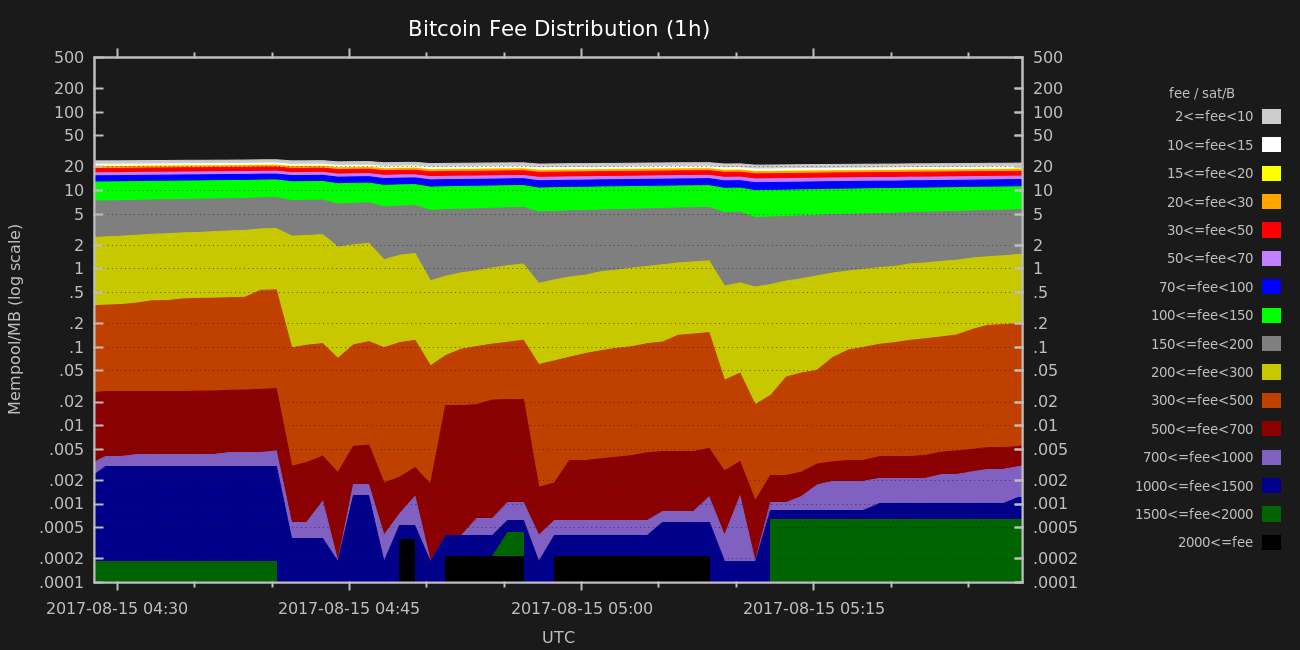 Bitcoin Fee Distribution (1h)
Mempool/MB (log scale)
500
200
100
50
20
10
5
2
1
.5
.2
.1
.05
.02
.01
.005
.002
.001
.0005
.0002
.0001
500
200
100
50
20
10
5
2
1
.5
.2
.1
.05
.02
.01
.005
.002
.001
.0005
.0002
.0001
2017-08-15 04:30 2017-08-15 04:45 2017-08-15 05:00 2017-08-15 05:15
UTC
fee / sat/B
2<=fee<10
10<=fee<15
15<=fee<20
20<=fee<30
30<=fee<50
50<=fee<70
70<=fee<100
100<=fee<150
150<=fee<200
200<=fee<300
300<=fee<500
500<=fee<700
700<=fee<1000
1000<=fee<1500
1500<=fee<2000
2000<=fee